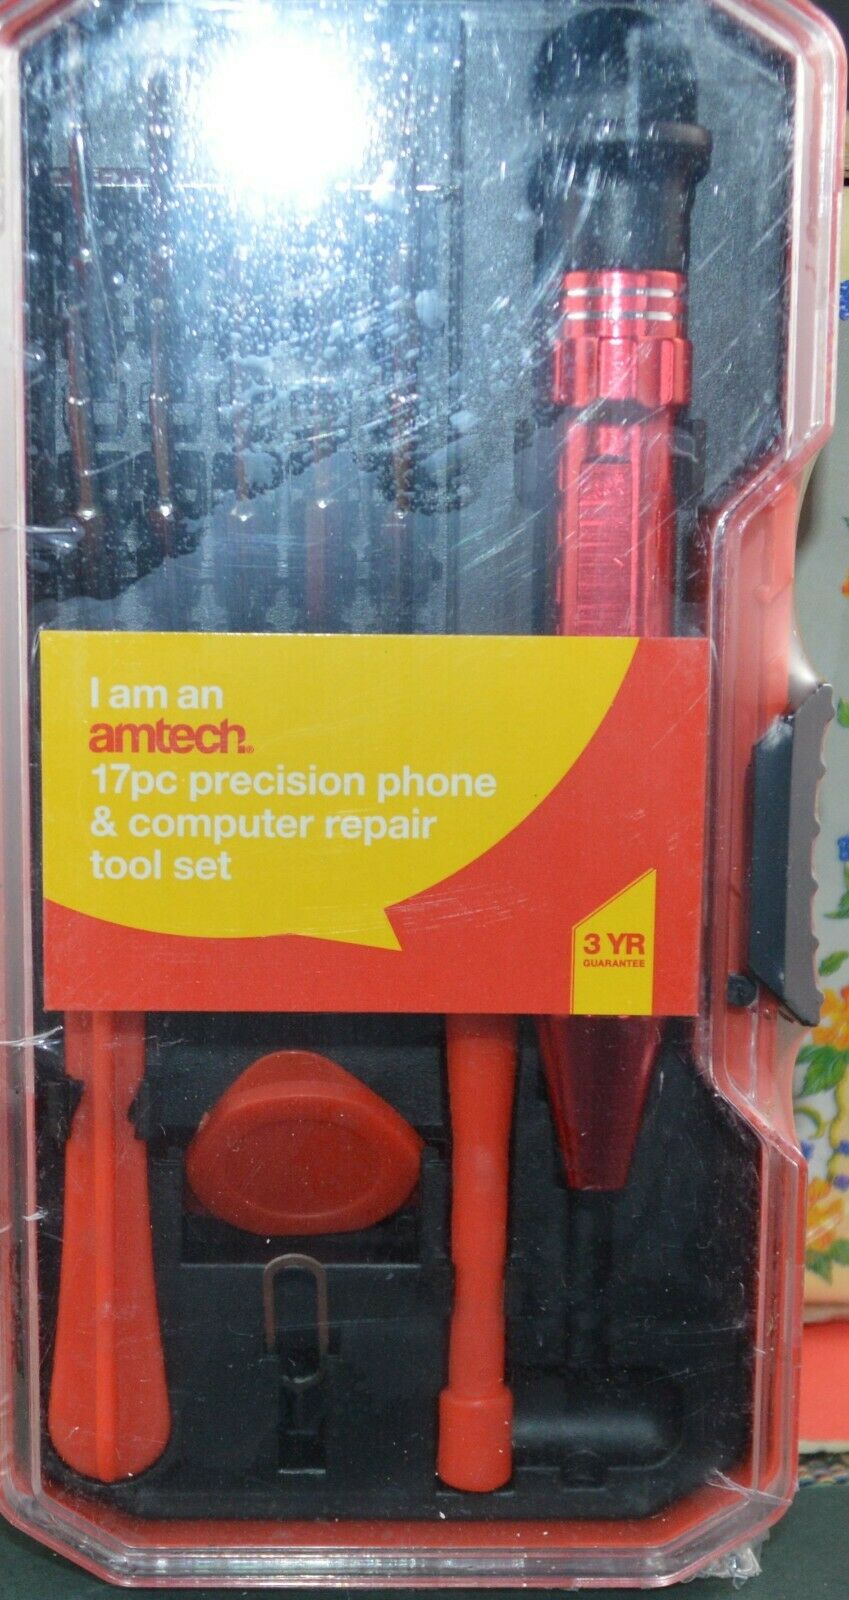 I am an
amtech®
17pc precision phone
& computer repair
tool set
3 YR
GUARANTEE